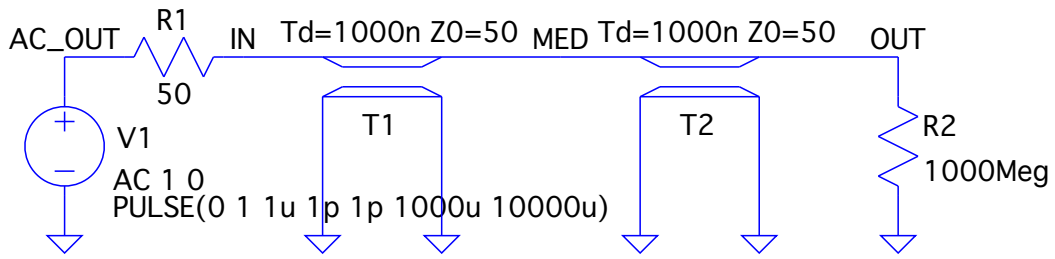 R1
AC_OUT
IN
Td=1000n Z0=50
MED
Td=1000n Z0=50
OUT
50
T1
T2
+
V1
−
R2
1000Meg
AC 1 0
PULSE(0 1 1u 1p 1p 1000u 10000u)